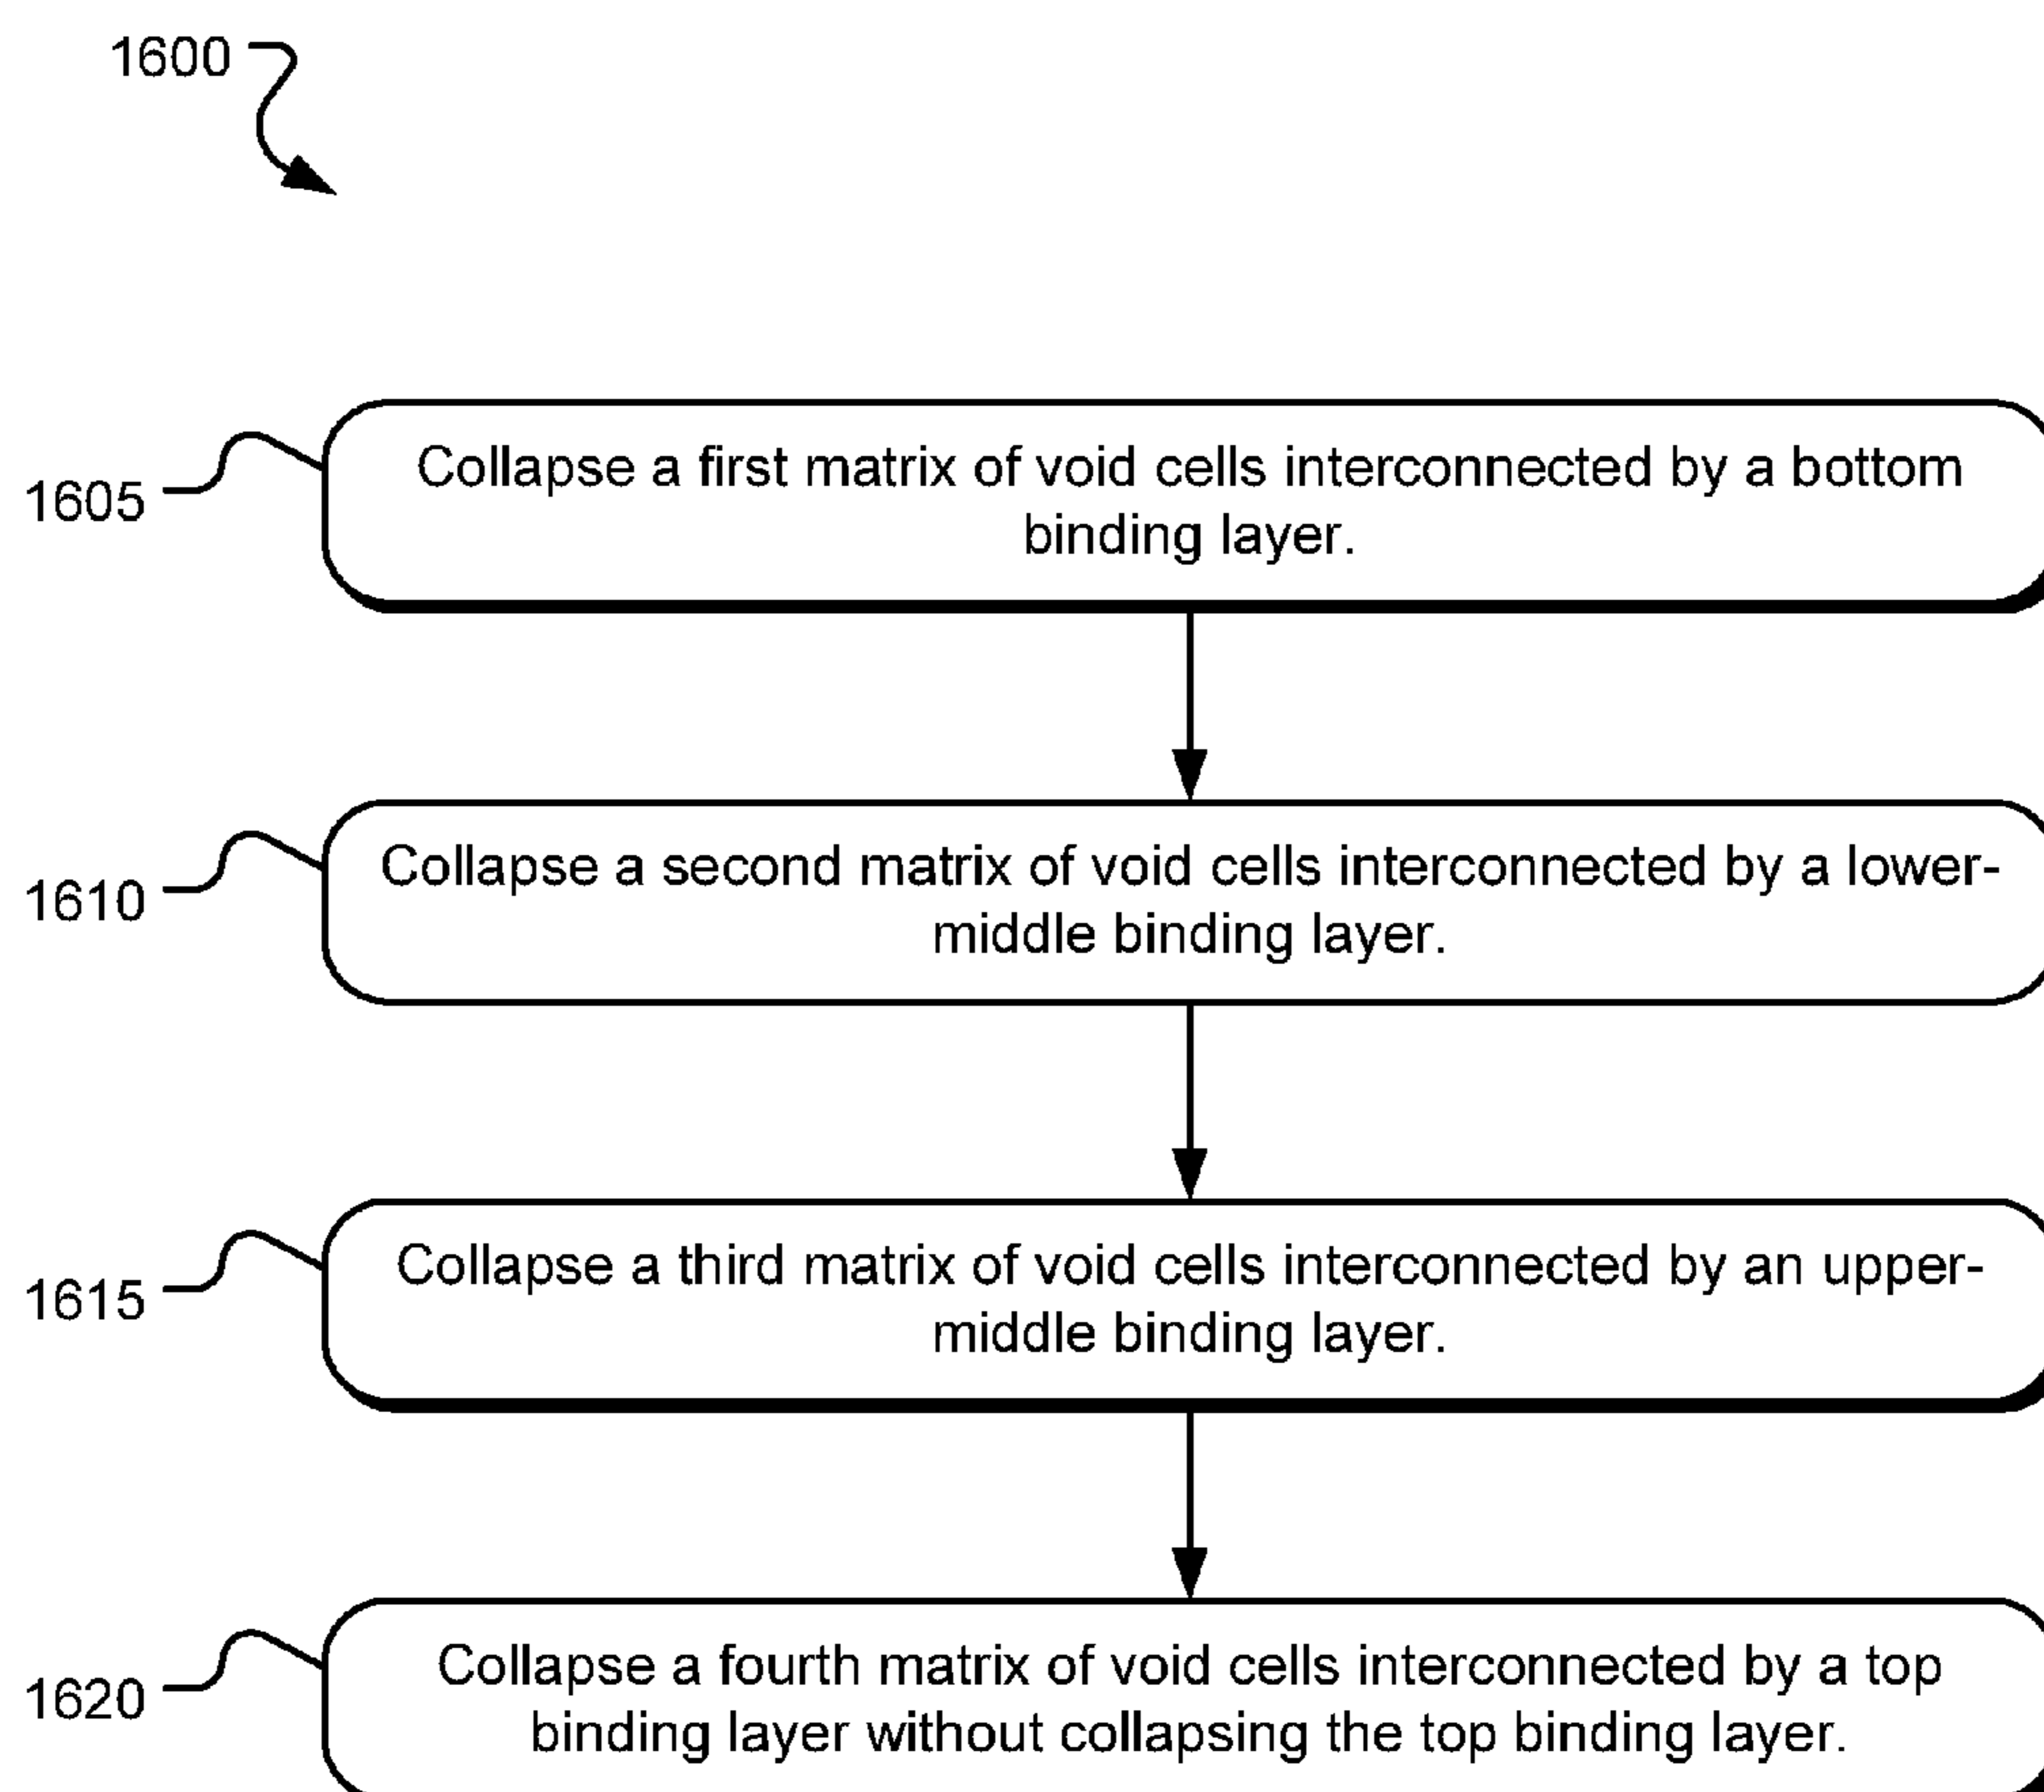 1600
1605
Collapse a first matrix of void cells interconnected by a bottom
binding layer.
1610
Collapse a second matrix of void cells interconnected by a lower-
middle binding layer.
1615
Collapse a third matrix of void cells interconnected by an upper-
middle binding layer.
1620
Collapse a fourth matrix of void cells interconnected by a top
binding layer without collapsing the top binding layer.